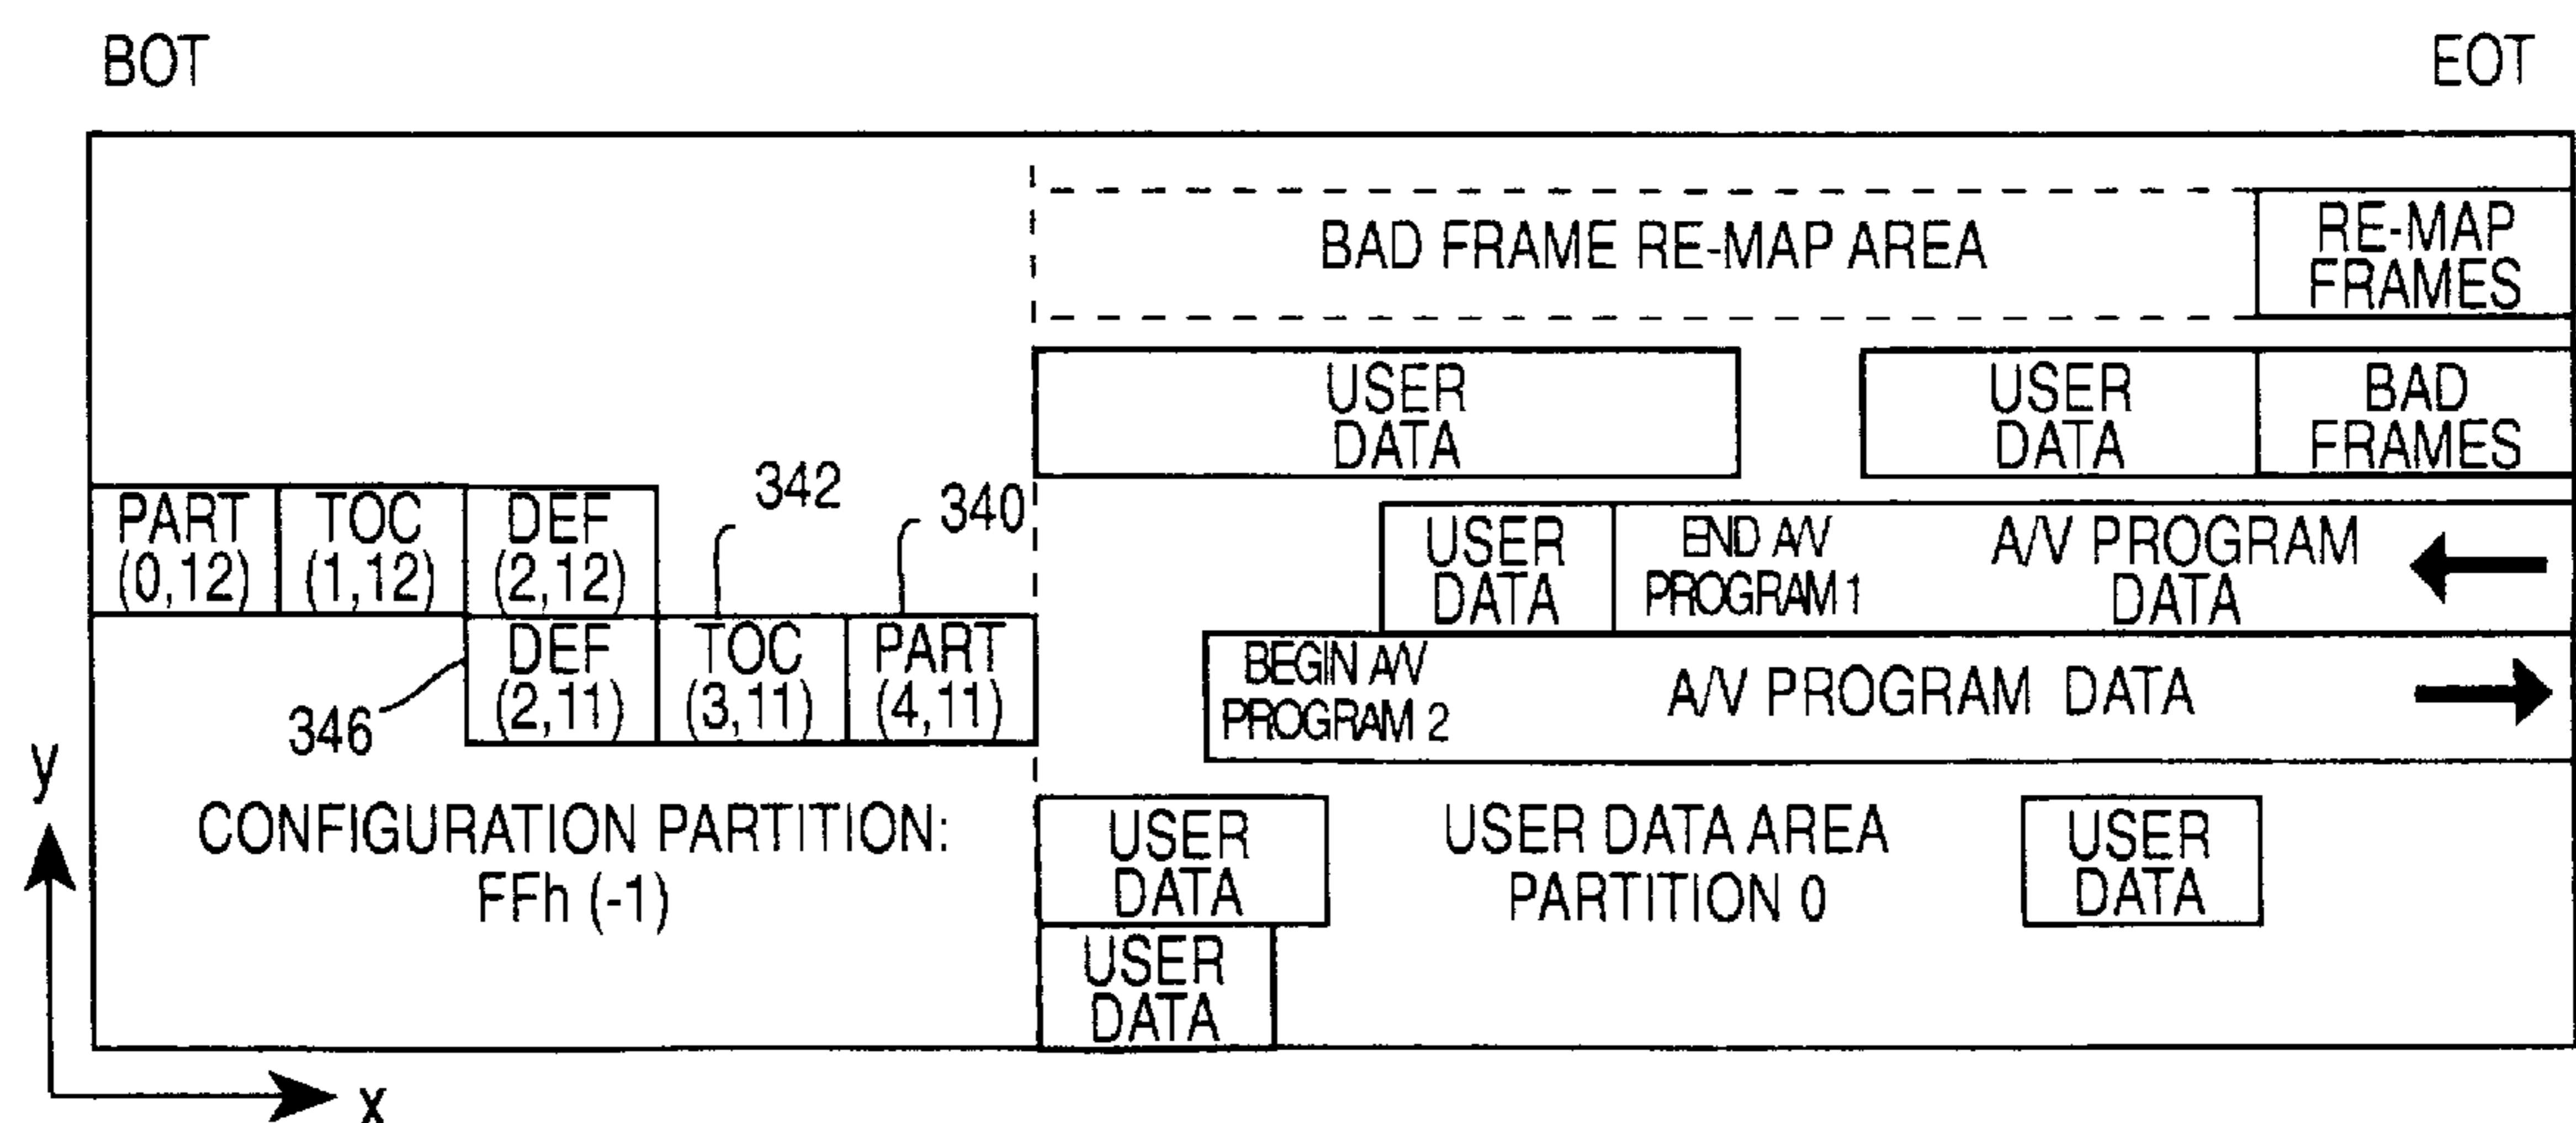 BOT
EOT
BAD FRAME RE-MAP AREA
RE-MAP
FRAMES
USER
DATA
USER
DATA
BAD
FRAMES
342
340
PART
(0,12)
TOC
(1,12)
DEF
(2,12)
USER
DATA
END A/V
PROGRAM 1
A/V PROGRAM
DATA
DEF
(2,11)
TOC
(3,11)
PART
(4,11)
346
BEGIN A/V
PROGRAM 2
A/V PROGRAM DATA
y
CONFIGURATION PARTITION:
FFh (-1)
USER
DATA
USER DATA AREA
PARTITION 0
USER
DATA
USER
DATA
x